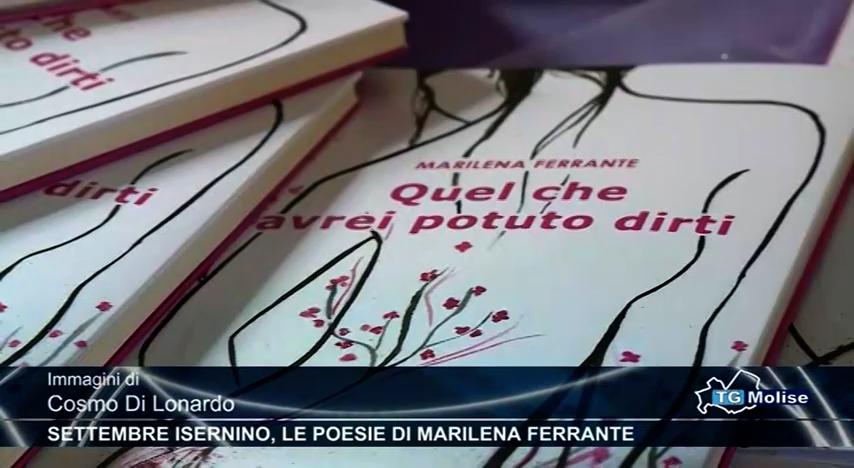 che
uto dirti
dirti
MARILENA FERRANTE
Quel che
avrei potuto dirti
Immagini di
Cosmo Di Lonardo
SETTEMBRE ISERNINO, LE POESIE DI MARILENA FERRANTE
TG Molise